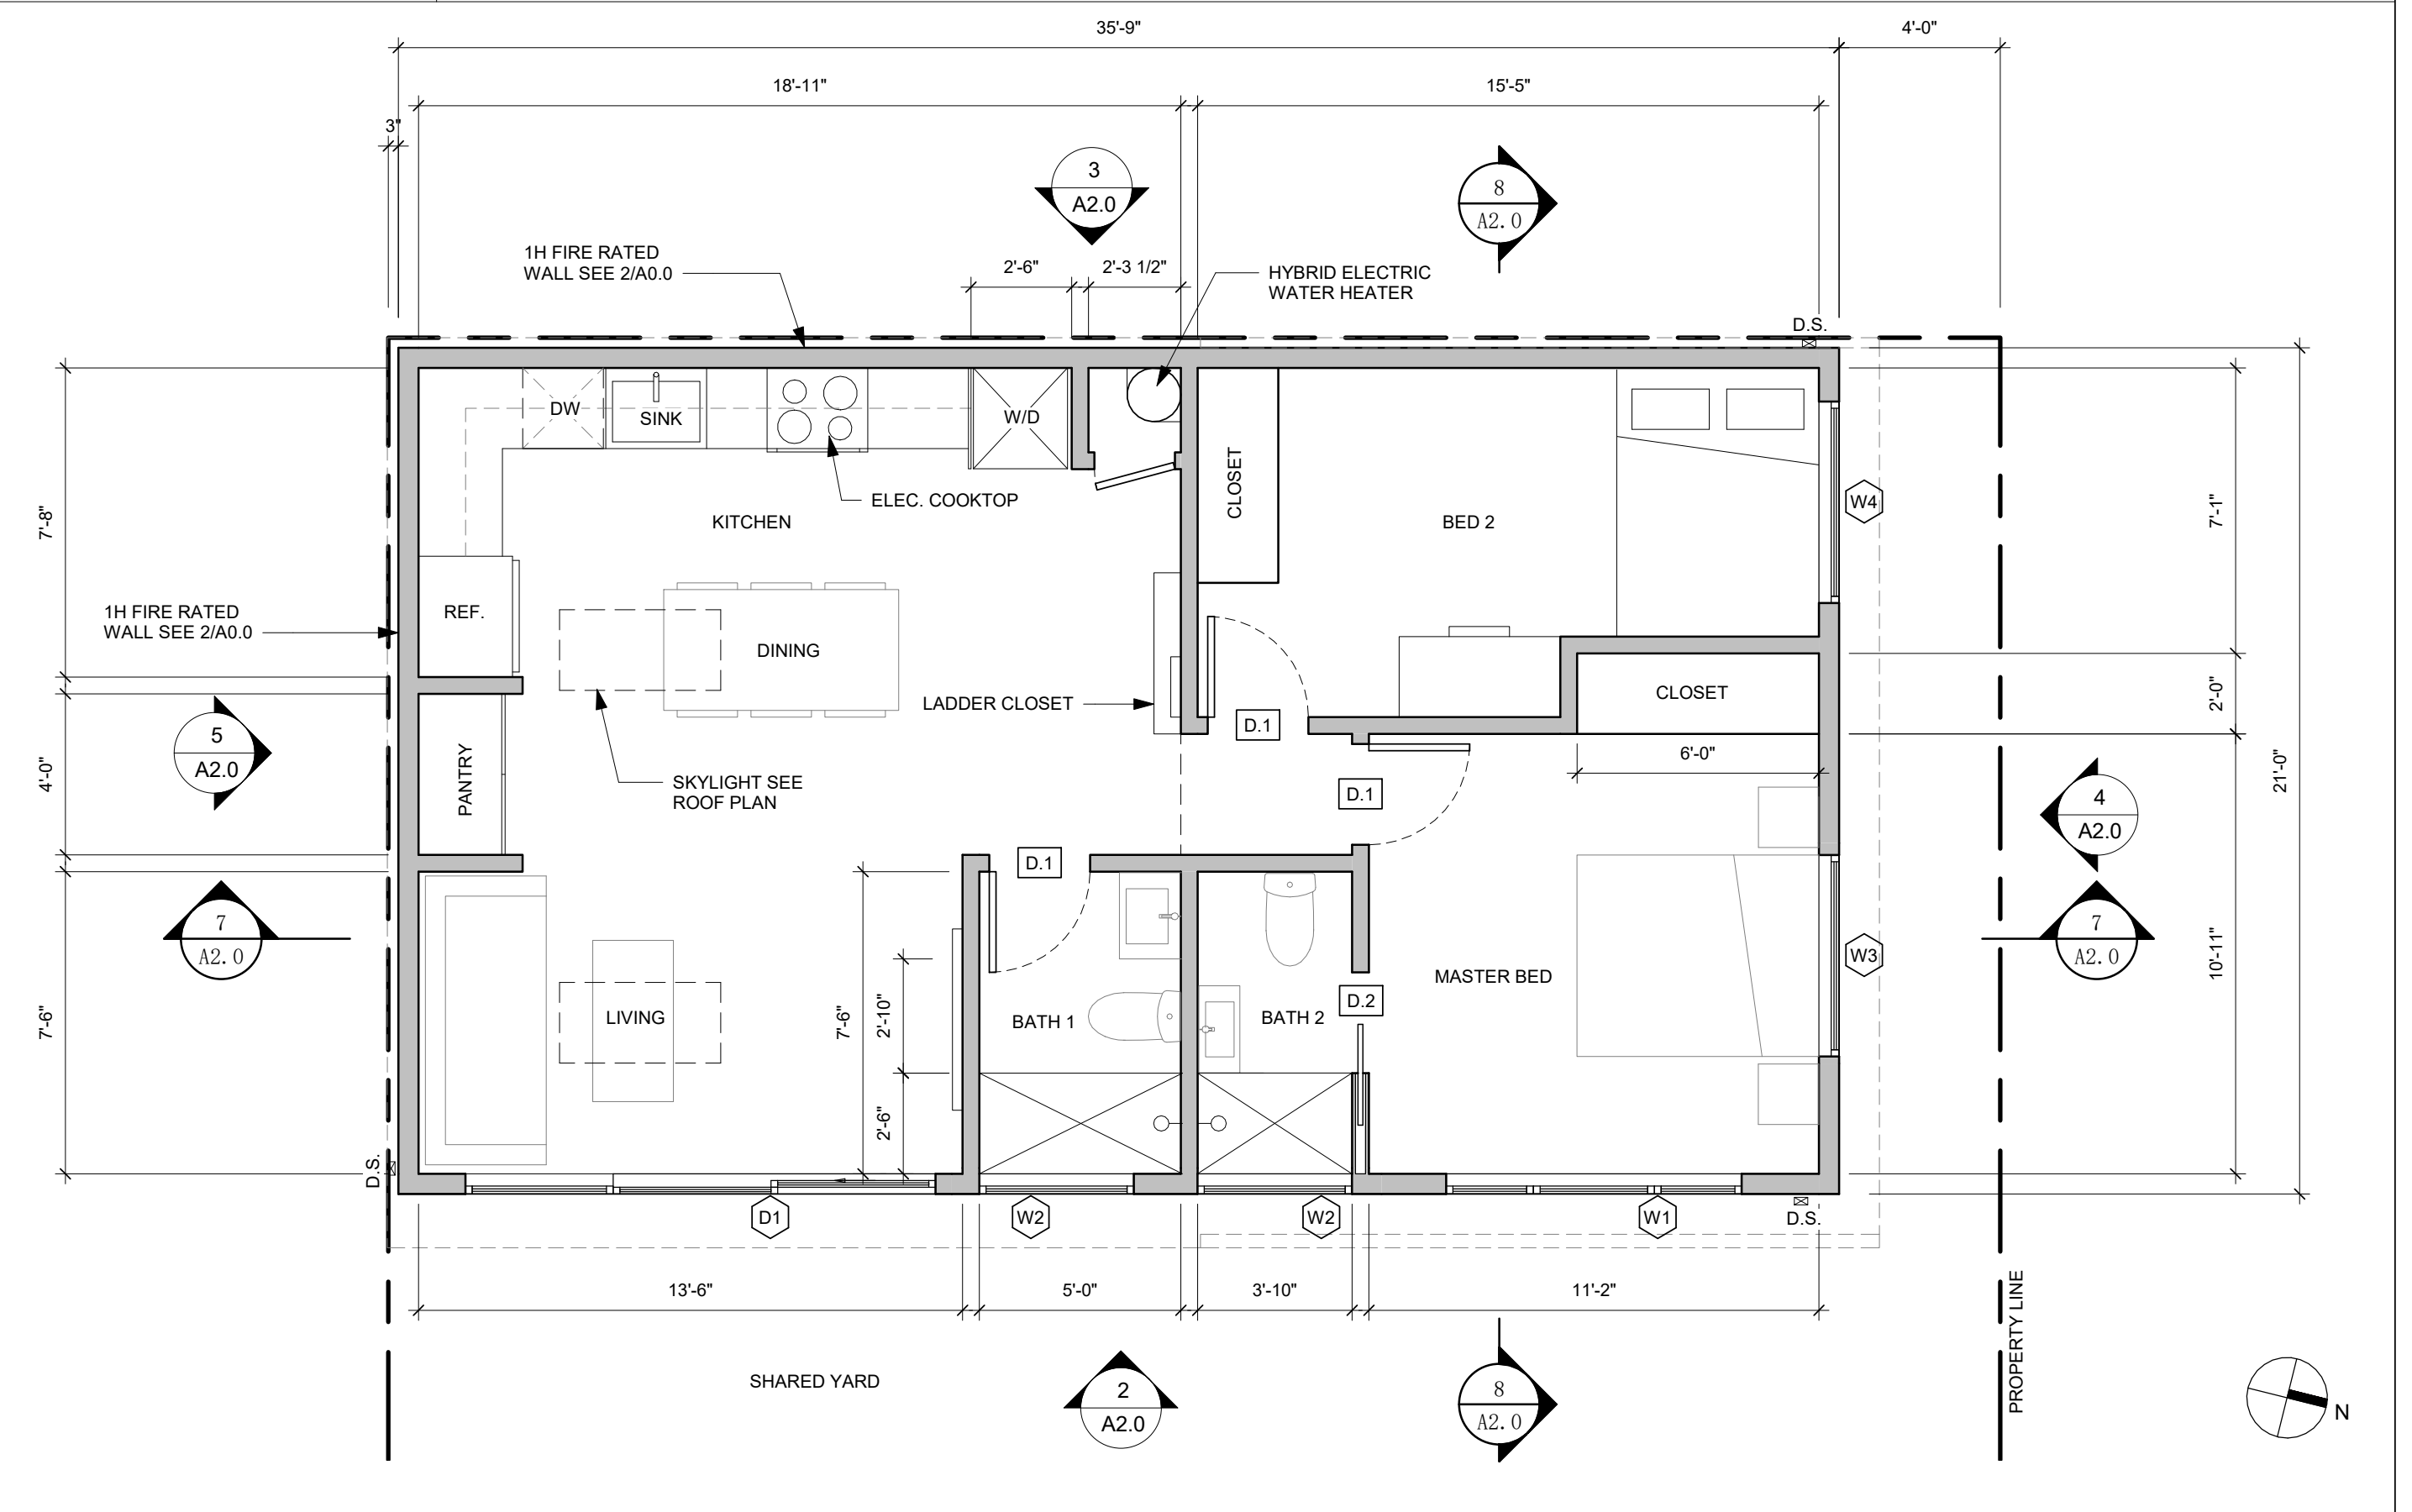 35'-9"
4'-0"
18'-11"
15'-5"
3"
3
A2.0
8
A2.0
1H FIRE RATED
WALL SEE 2/A0.0
2'-6"
2'-3 1/2"
HYBRID ELECTRIC
WATER HEATER
D.S.
DW
SINK
W/D
CLOSET
ELEC. COOKTOP
KITCHEN
BED 2
W4
7'-8"
7'-1"
1H FIRE RATED
WALL SEE 2/A0.0
REF.
DINING
LADDER CLOSET
D.1
CLOSET
2'-0"
5
A2.0
4'-0"
PANTRY
SKYLIGHT SEE
ROOF PLAN
D.1
6'-0"
21'-0"
4
A2.0
D.1
7
A2.0
W3
7
A2.0
10'-11"
7'-6"
LIVING
7'-6"
2'-10"
BATH 1
BATH 2
D.2
MASTER BED
2'-6"
D.S.
D1
W2
W2
W1
D.S.
13'-6"
5'-0"
3'-10"
11'-2"
PROPERTY LINE
SHARED YARD
2
A2.0
8
A2.0
N